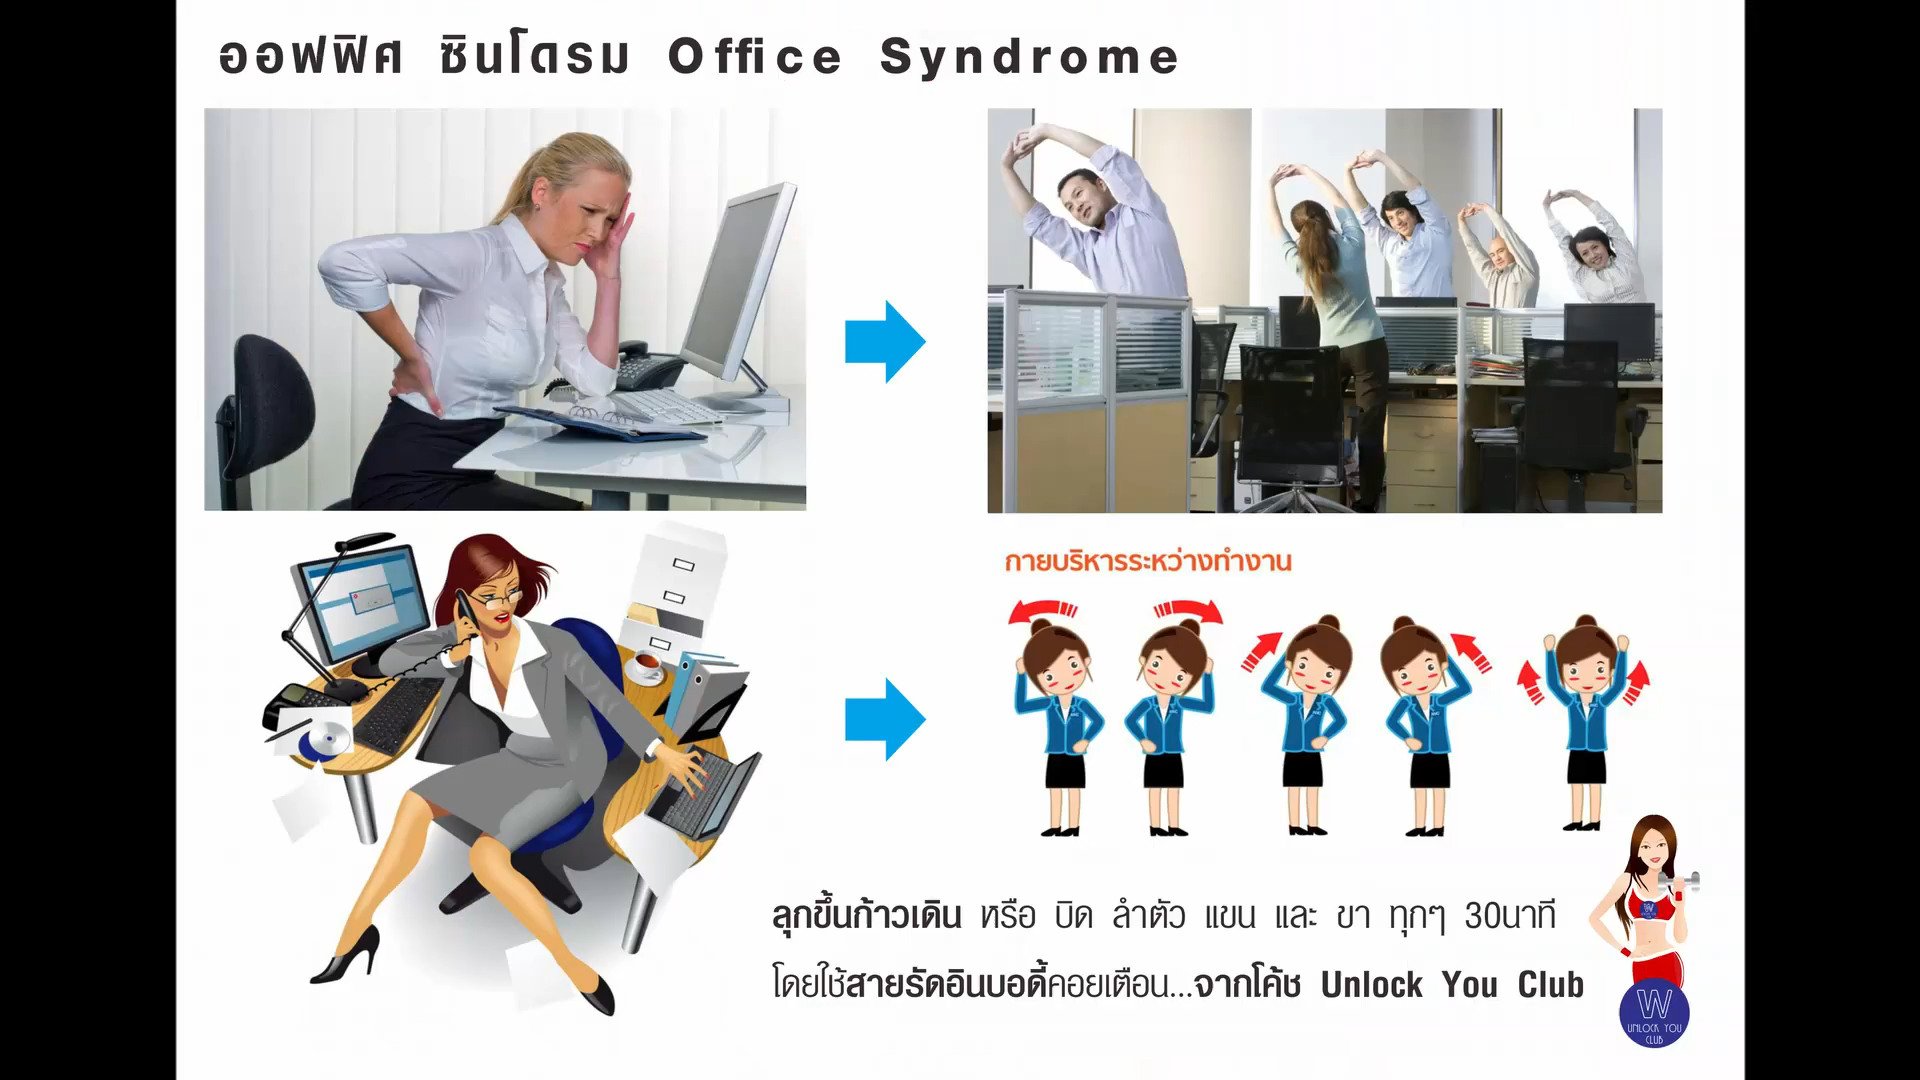 ออฟฟิศ ซินโดรม Office Syndrome
กายบริหารระหว่างทำงาน
ลุกขึ้นก้าวเดิน หรือ บิด ลำตัว แขน และ ขา ทุกๆ 30นาที
โดยใช้สายรัดอินบอดี้คอยเตือน...จากโค้ช Unlock You Club
W
UNLOCK YOU
CLUB